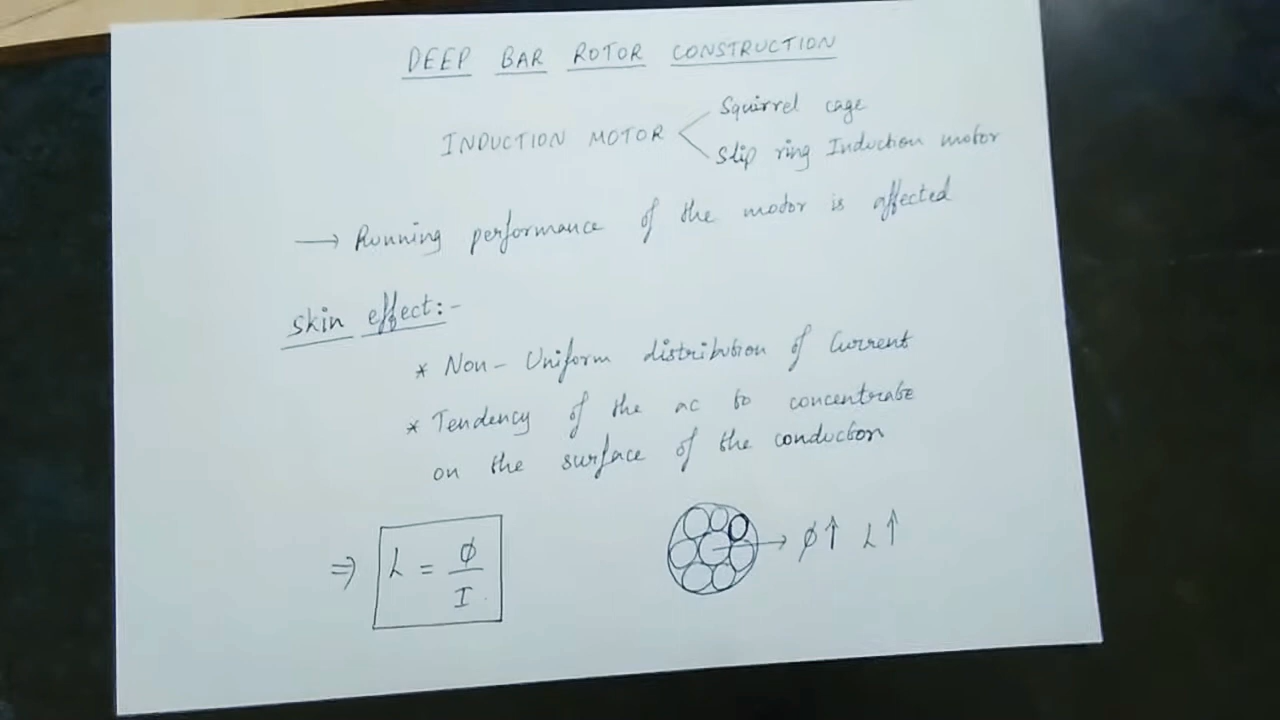 DEEP BAR ROTOR CONSTRUCTION
INDUCTION MOTOR
Squirrel cage
Slip ring Induction motor
→ Running performance of the motor is affected
Skin effect:-
* Non-Uniform distribution of Current
* Tendency of the ac to concentrate
on the surface of the conductor
⇒ L = Φ / I
Φ↑ L↑